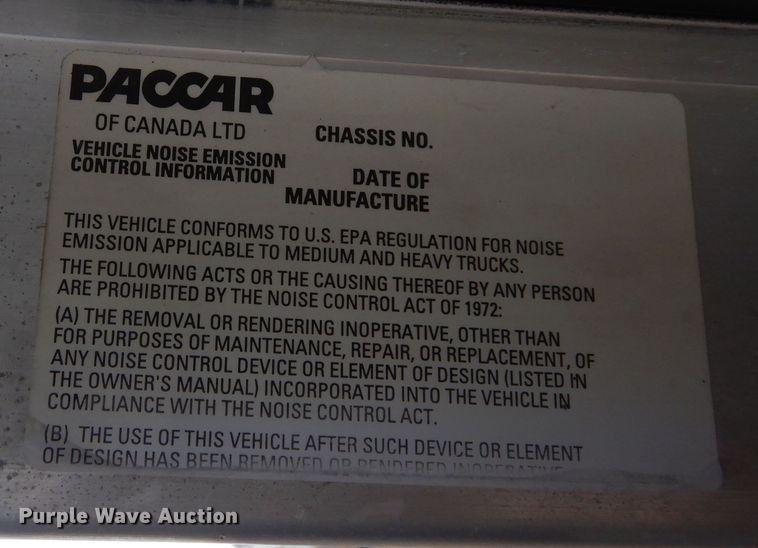 PACCAR
OF CANADA LTD
CHASSIS NO.
VEHICLE NOISE EMISSION
CONTROL INFORMATION
DATE OF
MANUFACTURE
THIS VEHICLE CONFORMS TO U.S. EPA REGULATION FOR NOISE
EMISSION APPLICABLE TO MEDIUM AND HEAVY TRUCKS.
THE FOLLOWING ACTS OR THE CAUSING THEREOF BY ANY PERSON
ARE PROHIBITED BY THE NOISE CONTROL ACT OF 1972:
(A) THE REMOVAL OR RENDERING INOPERATIVE, OTHER THAN
FOR PURPOSES OF MAINTENANCE, REPAIR, OR REPLACEMENT, OF
ANY NOISE CONTROL DEVICE OR ELEMENT OF DESIGN (LISTED IN
THE OWNER'S MANUAL) INCORPORATED INTO THE VEHICLE IN
COMPLIANCE WITH THE NOISE CONTROL ACT.
(B) THE USE OF THIS VEHICLE AFTER SUCH DEVICE OR ELEMENT
OF DESIGN HAS BEEN REMOVED OR RENDERED INOPERATIVE
Purple Wave Auction